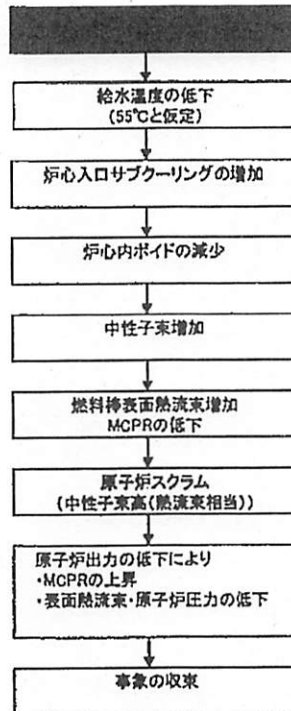 給水温度の低下
(55℃と仮定)
炉心入口サブクーリングの増加
炉心内ボイドの減少
中性子束増加
燃料棒表面熱流束増加
MCPRの低下
原子炉スクラム
(中性子束高(熱流束相当))
原子炉出力の低下により
・MCPRの上昇
・表面熱流束・原子炉圧力の低下
事象の収束